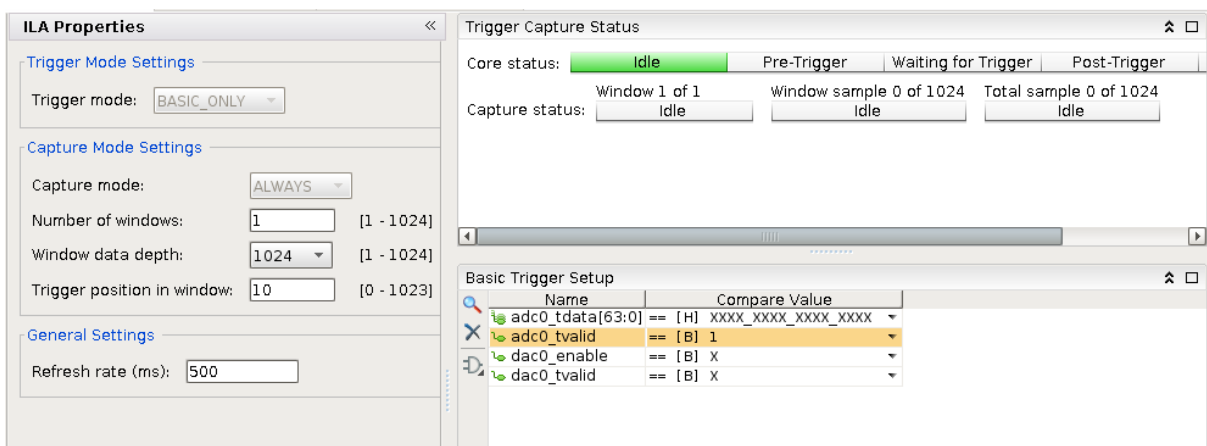 ILA Properties
Trigger Mode Settings
Trigger mode: BASIC_ONLY
Capture Mode Settings
Capture mode: ALWAYS
Number of windows: 1 [1 - 1024]
Window data depth: 1024 [1 - 1024]
Trigger position in window: 10 [0 - 1023]
General Settings
Refresh rate (ms): 500
Trigger Capture Status
Core status: Idle Pre-Trigger Waiting for Trigger Post-Trigger
Window 1 of 1 Window sample 0 of 1024 Total sample 0 of 1024
Capture status: Idle Idle Idle
Basic Trigger Setup
Name Compare Value
adc0_tdata[63:0] == [H] XXXX_XXXX_XXXX_XXXX
adc0_tvalid == [B] 1
dac0_enable == [B] X
dac0_tvalid == [B] X